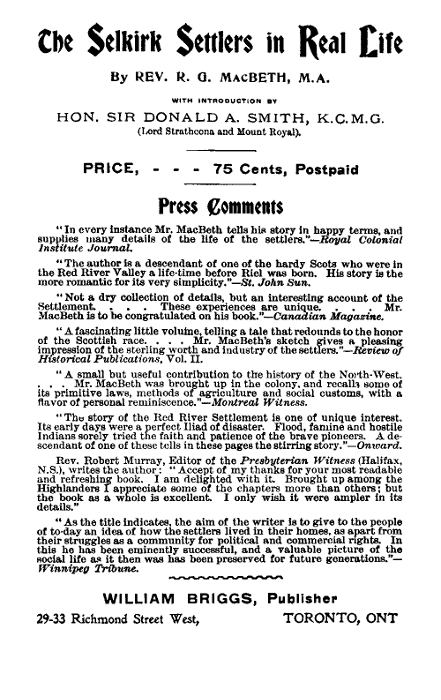 The Selkirk Settlers in Real Life
By REV. R. G. MACBETH, M.A.
WITH INTRODUCTION BY
HON. SIR DONALD A. SMITH, K.C.M.G.
(Lord Strathcona and Mount Royal).
PRICE, - - - 75 Cents, Postpaid
Press Comments
"In every instance Mr. MacBeth tells his story in happy terms, and
supplies many details of the life of the settlers."—Royal Colonial
Institute Journal.
"The author is a descendant of one of the hardy Scots who were in
the Red River Valley a life-time before Riel was born. His story is the
more romantic for its very simplicity."—St. John Sun.
"Not a dry collection of details, but an interesting account of the
Settlement. . . . . These experiences are unique. . . . Mr.
MacBeth is to be congratulated on his book."—Canadian Magazine.
"A fascinating little volume, telling a tale that redounds to the honor
of the Scottish race. . . . Mr. MacBeth's sketch gives a pleasing
impression of the sterling worth and industry of the settlers."—Review of
Historical Publications, Vol. II.
"A small but useful contribution to the history of the North-West.
. . . Mr. MacBeth was brought up in the colony, and recalls some of
its primitive laws, methods of agriculture and social customs, with a
flavor of personal reminiscence."—Montreal Witness.
"The story of the Red River Settlement is one of unique interest.
Its early days were a perfect Iliad of disaster. Flood, famine and hostile
Indians sorely tried the faith and patience of the brave pioneers. A de-
scendant of one of these tells in these pages the stirring story."—Onward.
Rev. Robert Murray, Editor of the Presbyterian Witness (Halifax,
N.S.), writes the author: "Accept of my thanks for your most readable
and refreshing book. I am delighted with it. Brought up among the
Highlanders I appreciate some of the chapters more than others; but
the book as a whole is excellent. I only wish it were ampler in its
details."
"As the title indicates, the aim of the writer is to give to the people
of to-day an idea of how the settlers lived in their homes, as apart from
their struggles as a community for political and commercial rights. In
this he has been eminently successful, and a valuable picture of the
social life as it then was has been preserved for future generations."—
Winnipeg Tribune.
WILLIAM BRIGGS, Publisher
29-33 Richmond Street West, TORONTO, ONT